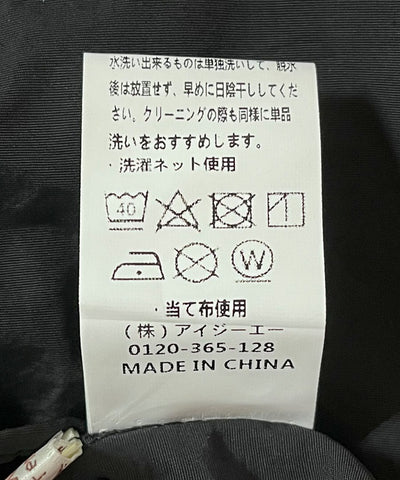 水洗い出来るものは単独洗いして、脱水
後は放置せず、早めに日陰干ししてくだ
さい。クリーニングの際も同様に単品
洗いをおすすめします。
・洗濯ネット使用
40
W
・当て布使用
(株)アイジーエー
0120-365-128
MADE IN CHINA